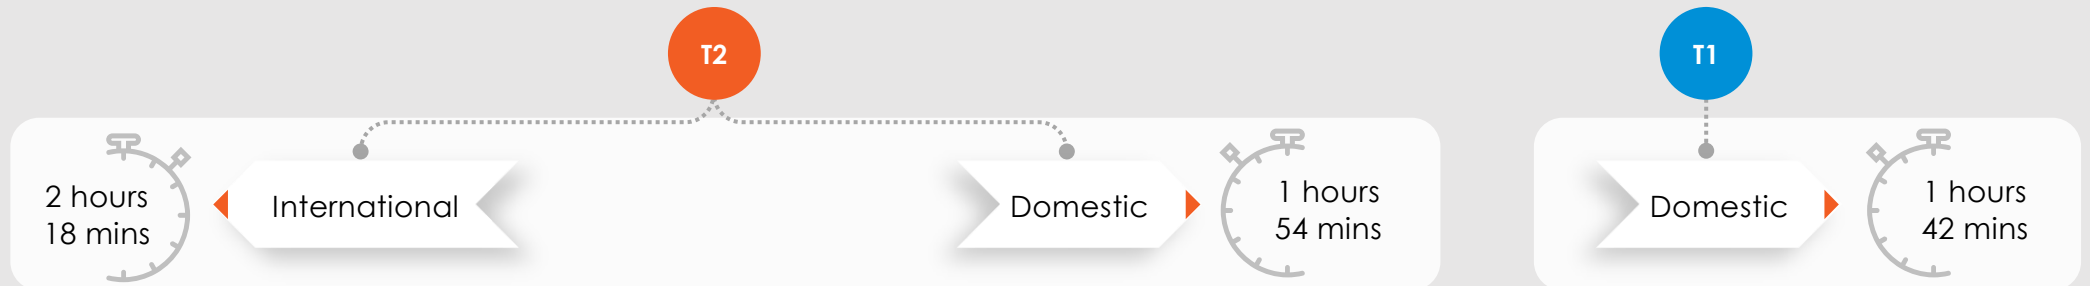 T2
T1
2 hours
18 mins
International
Domestic
1 hours
54 mins
Domestic
1 hours
42 mins